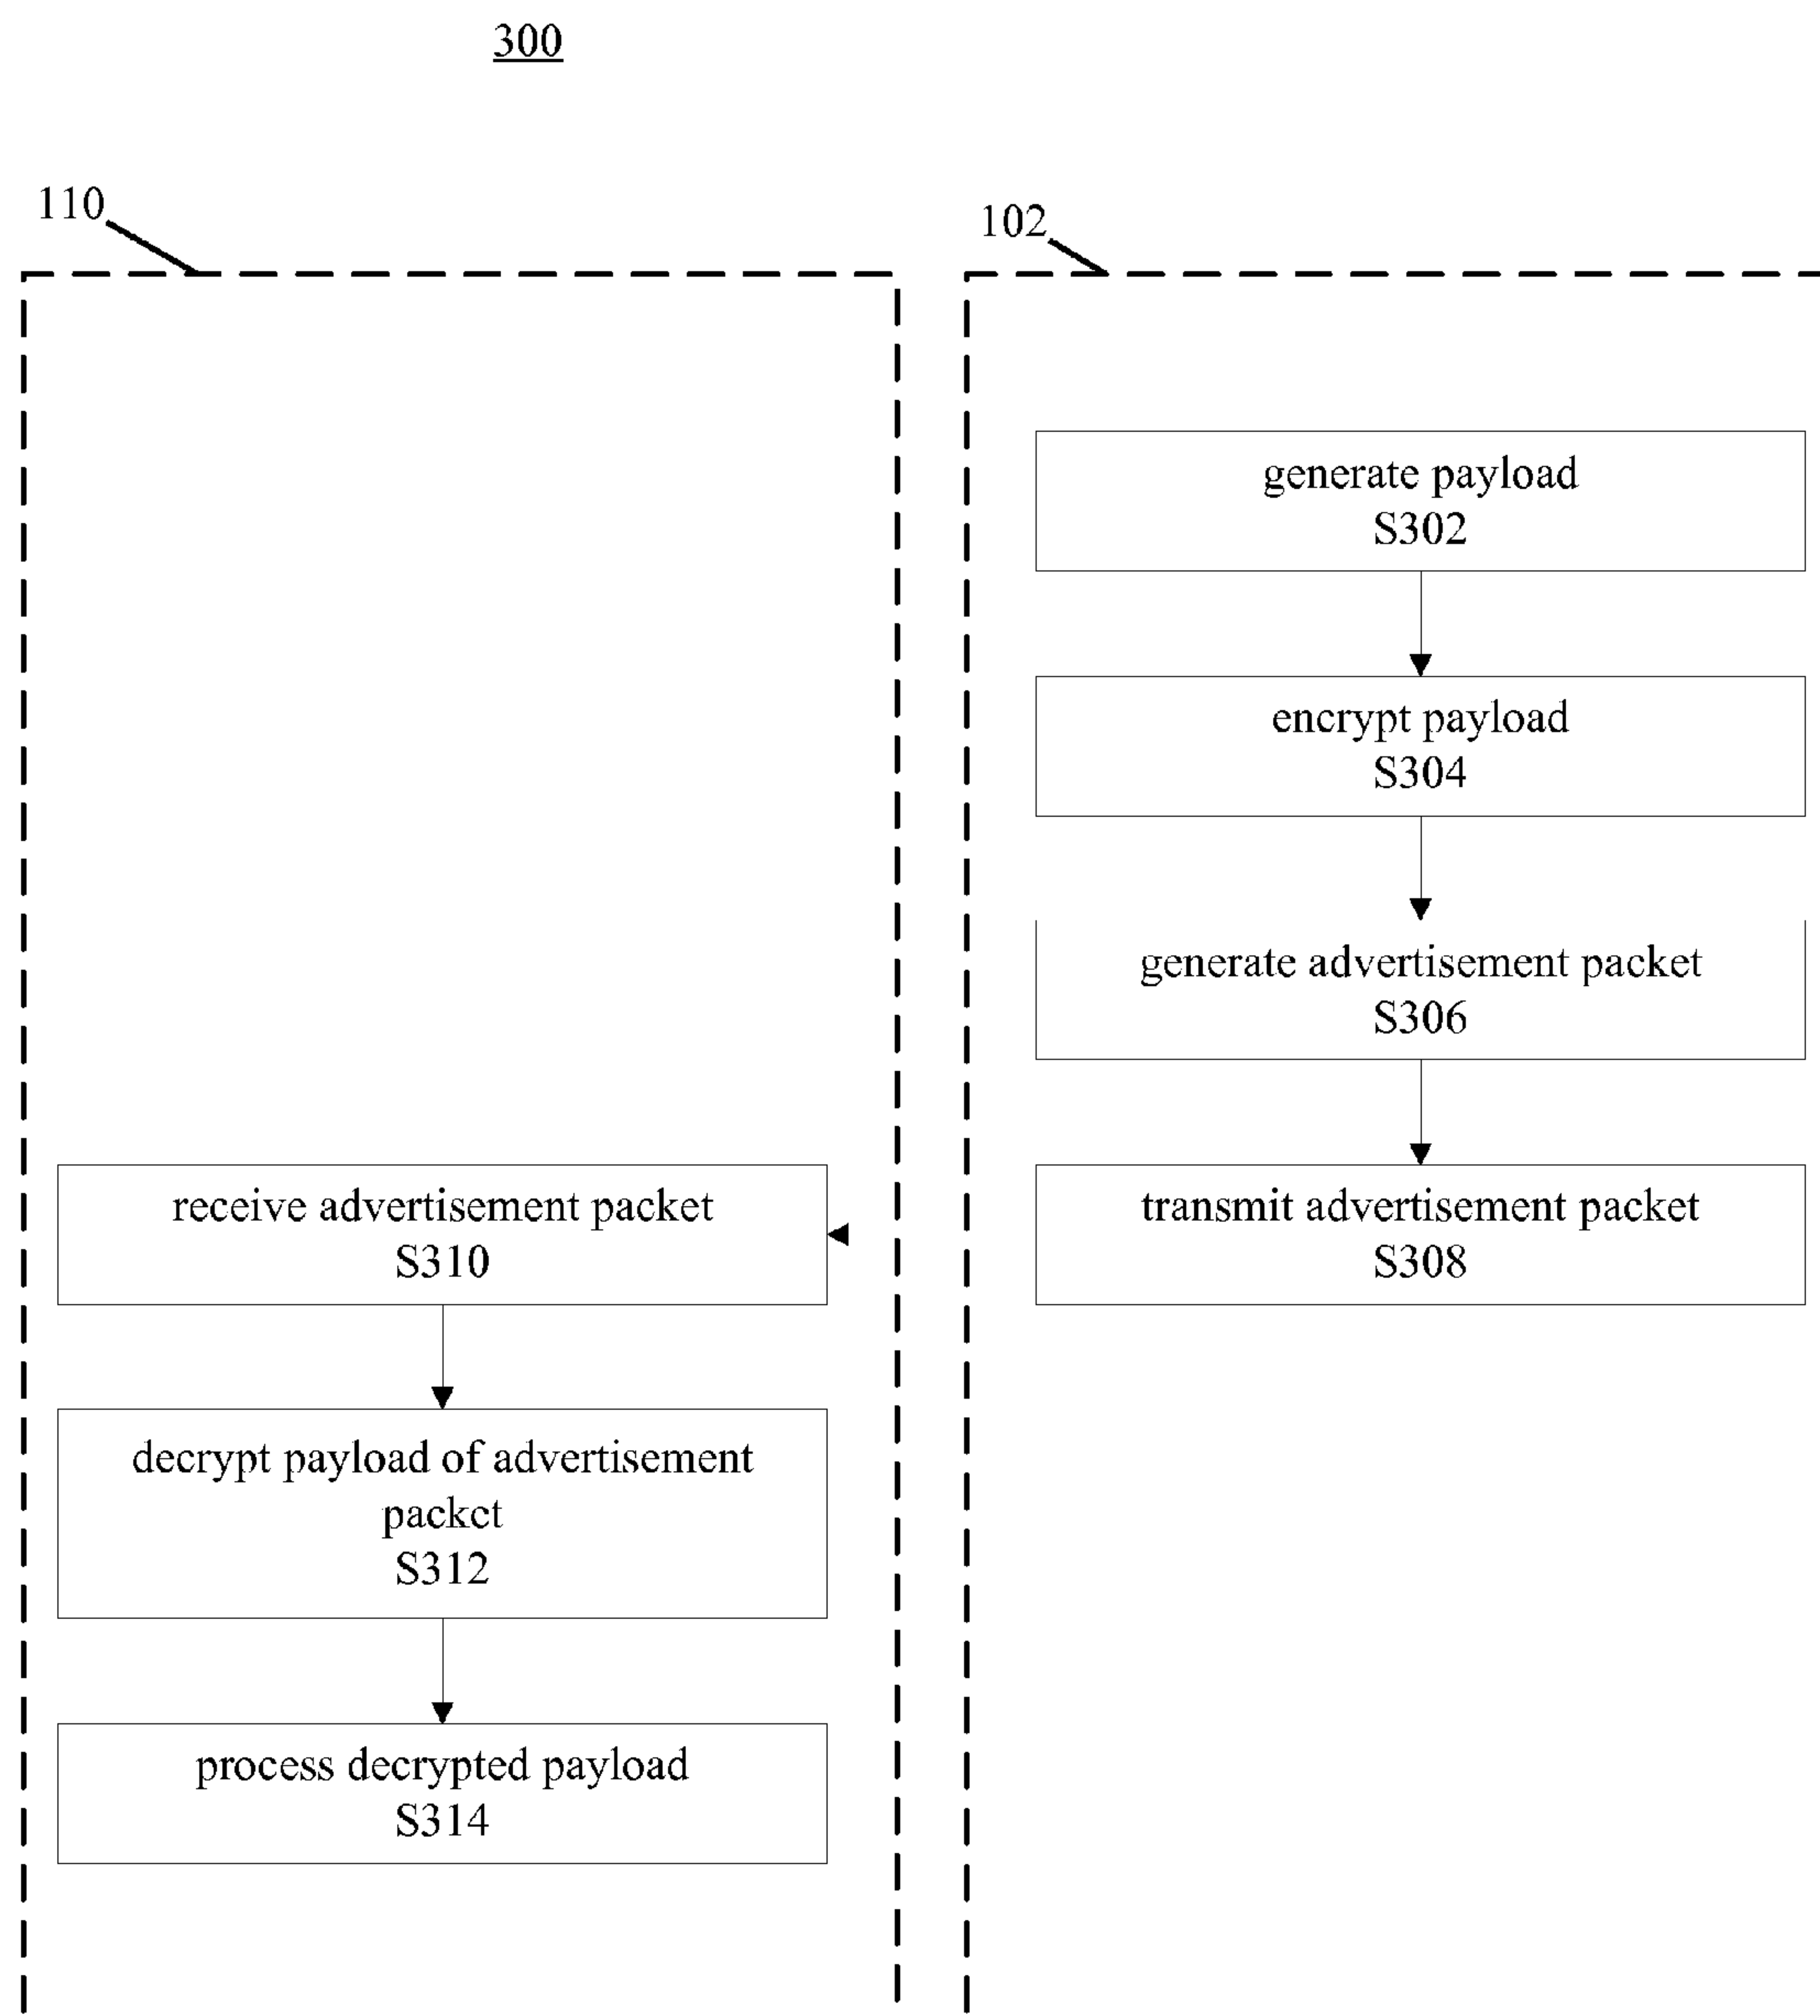 300
110
102
generate payload
S302
encrypt payload
S304
generate advertisement packet
S306
transmit advertisement packet
S308
receive advertisement packet
S310
decrypt payload of advertisement
packet
S312
process decrypted payload
S314